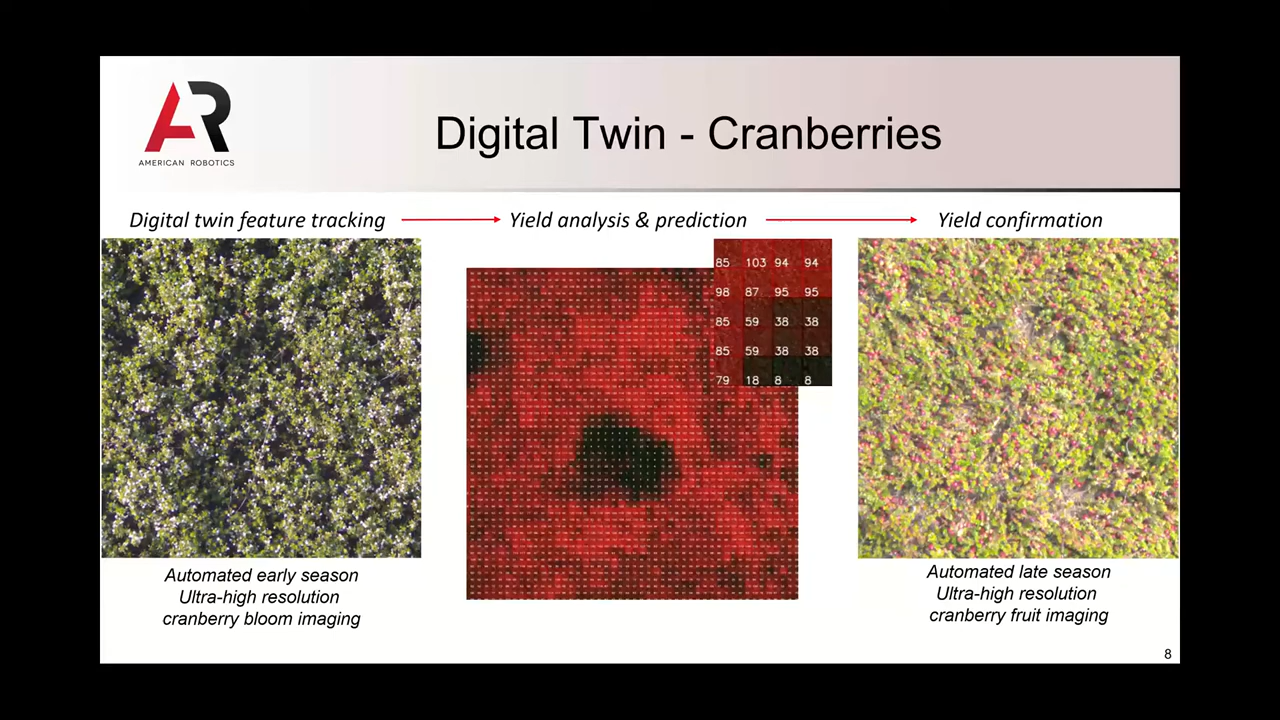 AR
AMERICAN ROBOTICS
Digital Twin - Cranberries
Digital twin feature tracking
Yield analysis & prediction
Yield confirmation
85 103 94 94
98 87 95 95
85 59 38 38
85 59 38 38
79 18 8 8
Automated early season
Ultra-high resolution
cranberry bloom imaging
Automated late season
Ultra-high resolution
cranberry fruit imaging
8